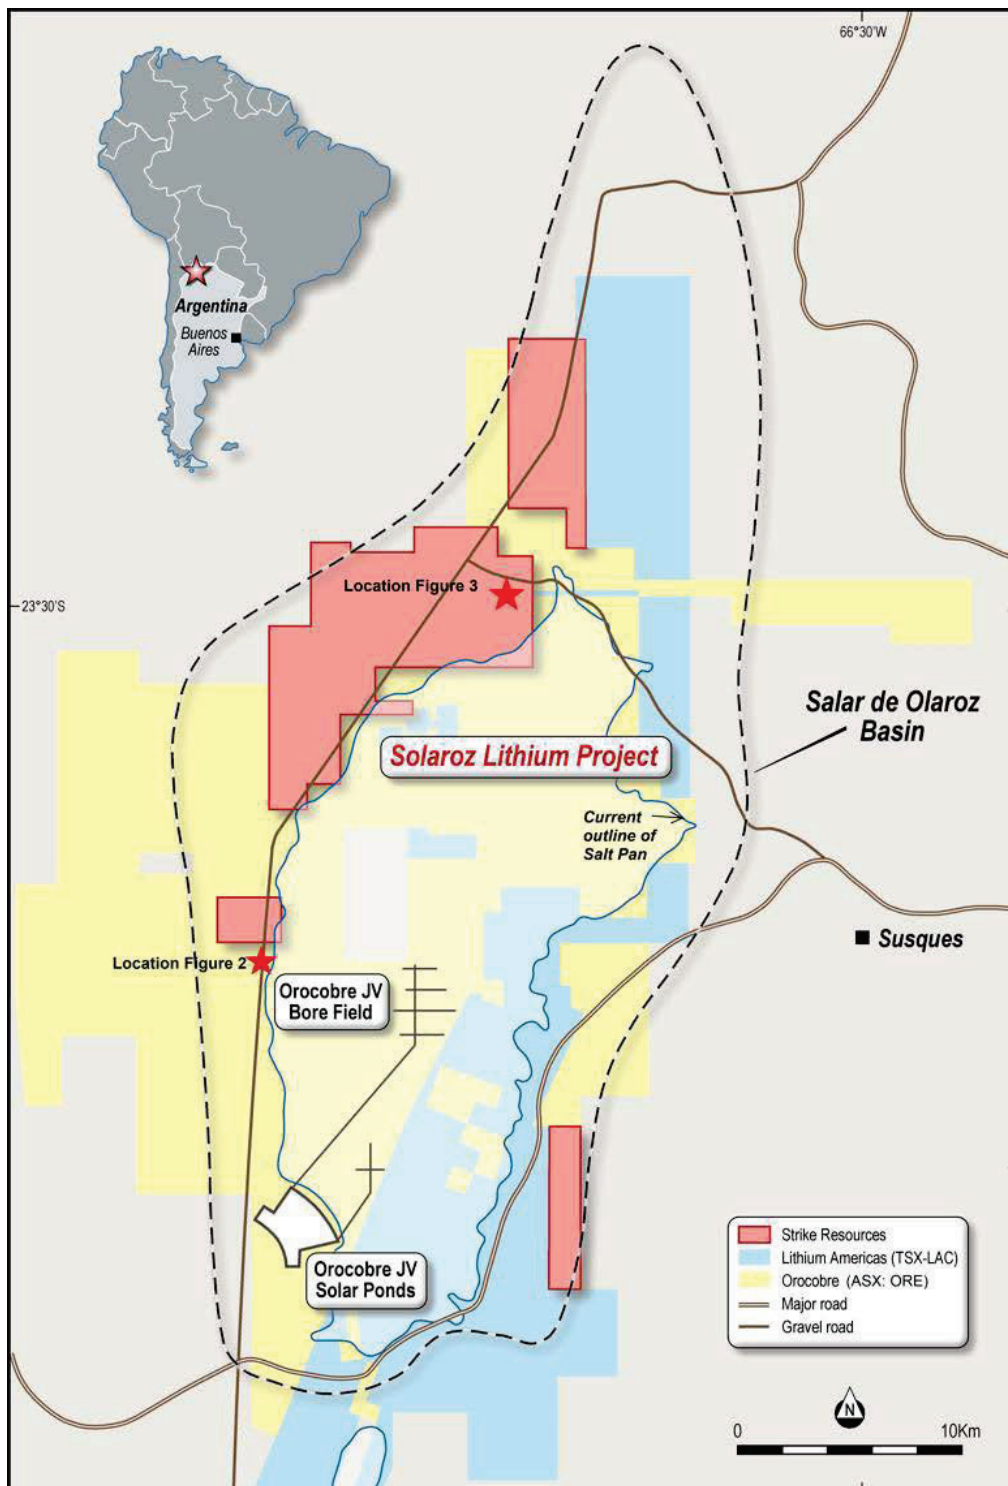 66°30'W
Argentina
Buenos
Aires
Location Figure 3
23°30'S
Salar de Olaroz
Basin
Solaroz Lithium Project
Current
outline of
Salt Pan
Susques
Location Figure 2
Orocobre JV
Bore Field
Orocobre JV
Solar Ponds
Strike Resources
Lithium Americas (TSX-LAC)
Orocobre (ASX: ORE)
Major road
Gravel road
N
0 10Km